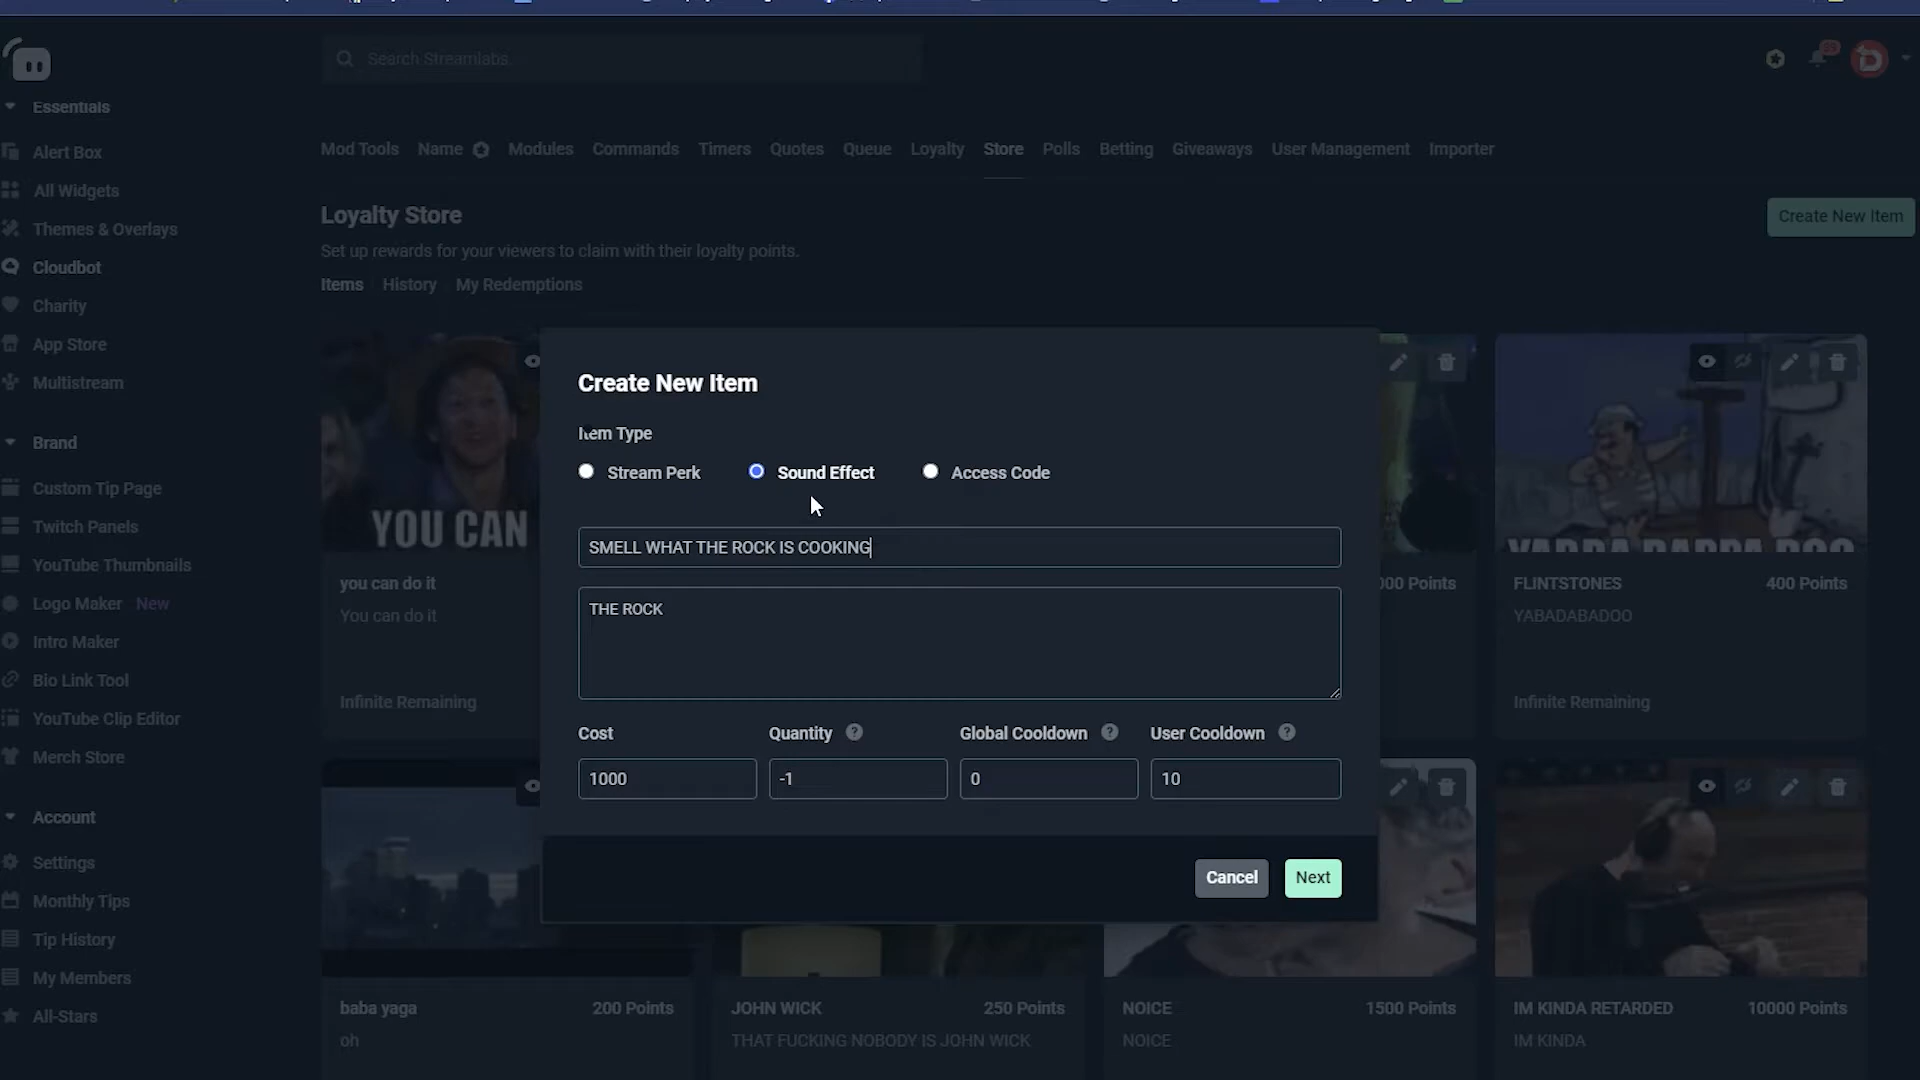 Search Streamlabs
Essentials
Alert Box
All Widgets
Themes & Overlays
Cloudbot
Charity
App Store
Multistream
Brand
Custom Tip Page
Twitch Panels
YouTube Thumbnails
Logo Maker New
Intro Maker
Bio Link Tool
YouTube Clip Editor
Merch Store
Account
Settings
Monthly Tips
Tip History
My Members
All-Stars
Mod Tools Name Modules Commands Timers Quotes Queue Loyalty Store Polls Betting Giveaways User Management Importer
Loyalty Store
Create New Item
Set up rewards for your viewers to claim with their loyalty points.
Items History My Redemptions
Create New Item
Item Type
Stream Perk Sound Effect Access Code
SMELL WHAT THE ROCK IS COOKING
THE ROCK
Cost Quantity ? Global Cooldown ? User Cooldown ?
1000 -1 0 10
Cancel Next
YOU CAN
you can do it
You can do it
Infinite Remaining
000 Points
YABBA DABBA DOO
FLINTSTONES 400 Points
YABADABADOO
Infinite Remaining
baba yaga 200 Points
oh
JOHN WICK 250 Points
THAT FUCKING NOBODY IS JOHN WICK
NOICE 1500 Points
NOICE
IM KINDA RETARDED 10000 Points
IM KINDA